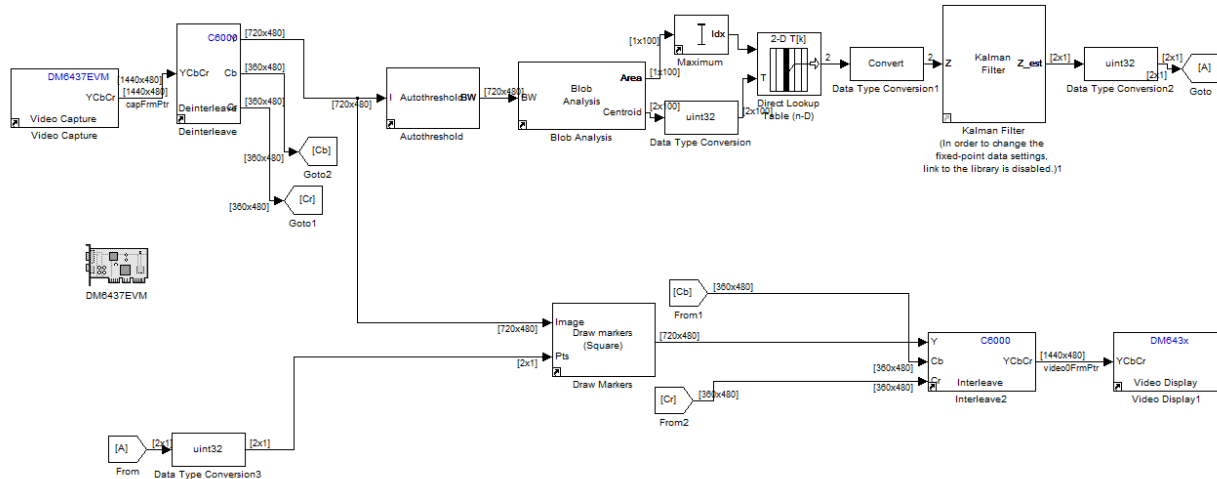 DM6437EVM
YCbCr
Video Capture
Video Capture
[1440x480]
[1440x480]
capFrmPtr
C6000
Y
YCbCr
Cb
Cr
Deinterleave
Deinterleave
[720x480]
[360x480]
[360x480]
[360x480]
[360x480]
[Cb]
Goto2
[Cr]
Goto1
[720x480]
I
Autothreshold
BW
Autothreshold
[720x480]
BW
Blob
Analysis
Area
Centroid
Blob Analysis
[1x100]
[1x100]
Idx
Maximum
[2x100]
uint32
Data Type Conversion
[2x100]
2-D T[k]
T
Direct Lookup
Table (n-D)
2
Convert
Data Type Conversion1
2
Z
Kalman
Filter
Z_est
Kalman Filter
(In order to change the
fixed-point data settings,
link to the library is disabled.)1
[2x1]
uint32
Data Type Conversion2
[2x1]
[2x1]
[A]
Goto
DM6437EVM
[720x480]
[2x1]
Image
Draw markers
(Square)
Pts
Draw Markers
[720x480]
[Cb]
From1
[360x480]
[Cr]
From2
[360x480]
[360x480]
[360x480]
Y
C6000
Cb
YCbCr
Cr
Interleave
Interleave2
[1440x480]
video0FrmPtr
DM643x
YCbCr
Video Display
Video Display1
[A]
From
[2x1]
uint32
Data Type Conversion3
[2x1]